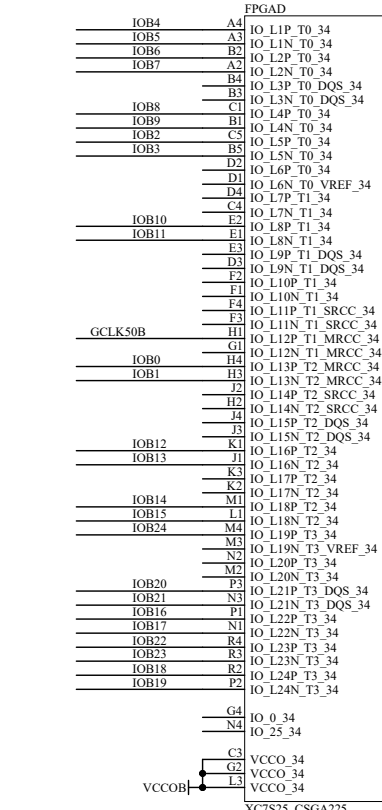 FPGAD
IOB4 A4 IO_L1P_T0_34
IOB5 A3 IO_L1N_T0_34
IOB6 B2 IO_L2P_T0_34
IOB7 A2 IO_L2N_T0_34
B4 IO_L3P_T0_DQS_34
B3 IO_L3N_T0_DQS_34
IOB8 C1 IO_L4P_T0_34
IOB9 B1 IO_L4N_T0_34
IOB2 C5 IO_L5P_T0_34
IOB3 B5 IO_L5N_T0_34
D2 IO_L6P_T0_34
D1 IO_L6N_T0_VREF_34
D4 IO_L7P_T1_34
C4 IO_L7N_T1_34
IOB10 E2 IO_L8P_T1_34
IOB11 E1 IO_L8N_T1_34
E3 IO_L9P_T1_DQS_34
D3 IO_L9N_T1_DQS_34
F2 IO_L10P_T1_34
F1 IO_L10N_T1_34
F4 IO_L11P_T1_SRCC_34
F3 IO_L11N_T1_SRCC_34
GCLK50B H1 IO_L12P_T1_MRCC_34
G1 IO_L12N_T1_MRCC_34
IOB0 H4 IO_L13P_T2_MRCC_34
IOB1 H3 IO_L13N_T2_MRCC_34
J2 IO_L14P_T2_SRCC_34
H2 IO_L14N_T2_SRCC_34
J4 IO_L15P_T2_DQS_34
J3 IO_L15N_T2_DQS_34
IOB12 K1 IO_L16P_T2_34
IOB13 J1 IO_L16N_T2_34
K3 IO_L17P_T2_34
K2 IO_L17N_T2_34
IOB14 M1 IO_L18P_T2_34
IOB15 L1 IO_L18N_T2_34
IOB24 M4 IO_L19P_T3_34
M3 IO_L19N_T3_VREF_34
N2 IO_L20P_T3_34
M2 IO_L20N_T3_34
IOB20 P3 IO_L21P_T3_DQS_34
IOB21 N3 IO_L21N_T3_DQS_34
IOB16 P1 IO_L22P_T3_34
IOB17 N1 IO_L22N_T3_34
IOB22 R4 IO_L23P_T3_34
IOB23 R3 IO_L23N_T3_34
IOB18 R2 IO_L24P_T3_34
IOB19 P2 IO_L24N_T3_34
G4 IO_0_34
N4 IO_25_34
C3 VCCO_34
G2 VCCO_34
VCCOB L3 VCCO_34
XC7S25_CSGA225